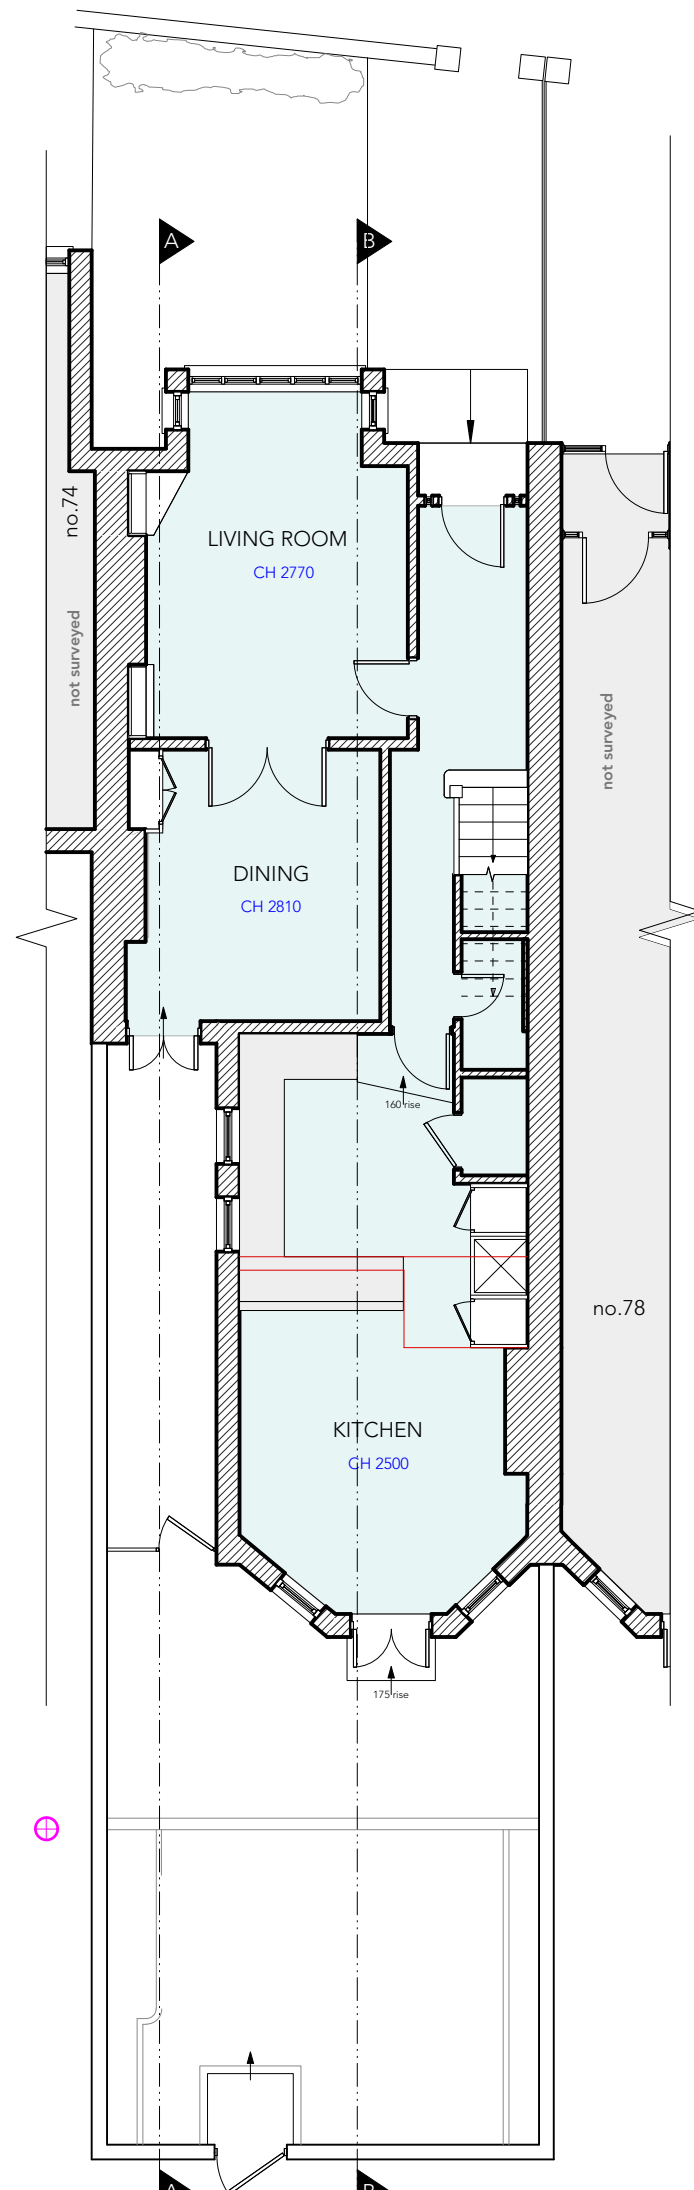 A
B
no.74
not surveyed
LIVING ROOM
CH 2770
not surveyed
DINING
CH 2810
160 rise
no.78
KITCHEN
CH 2500
175 rise
A
B